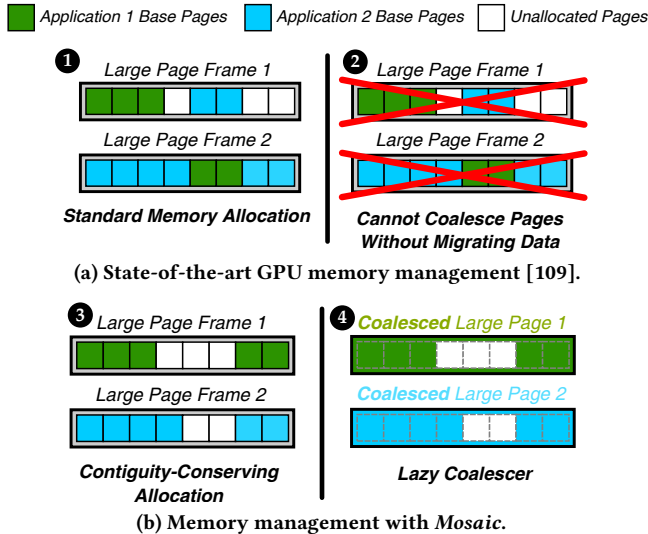 Application 1 Base Pages Application 2 Base Pages Unallocated Pages
1 2
Large Page Frame 1 Large Page Frame 1
Large Page Frame 2 Large Page Frame 2
Standard Memory Allocation Cannot Coalesce Pages
Without Migrating Data
(a) State-of-the-art GPU memory management [109].
3 4
Large Page Frame 1 Coalesced Large Page 1
Large Page Frame 2 Coalesced Large Page 2
Contiguity-Conserving Lazy Coalescer
Allocation
(b) Memory management with Mosaic.